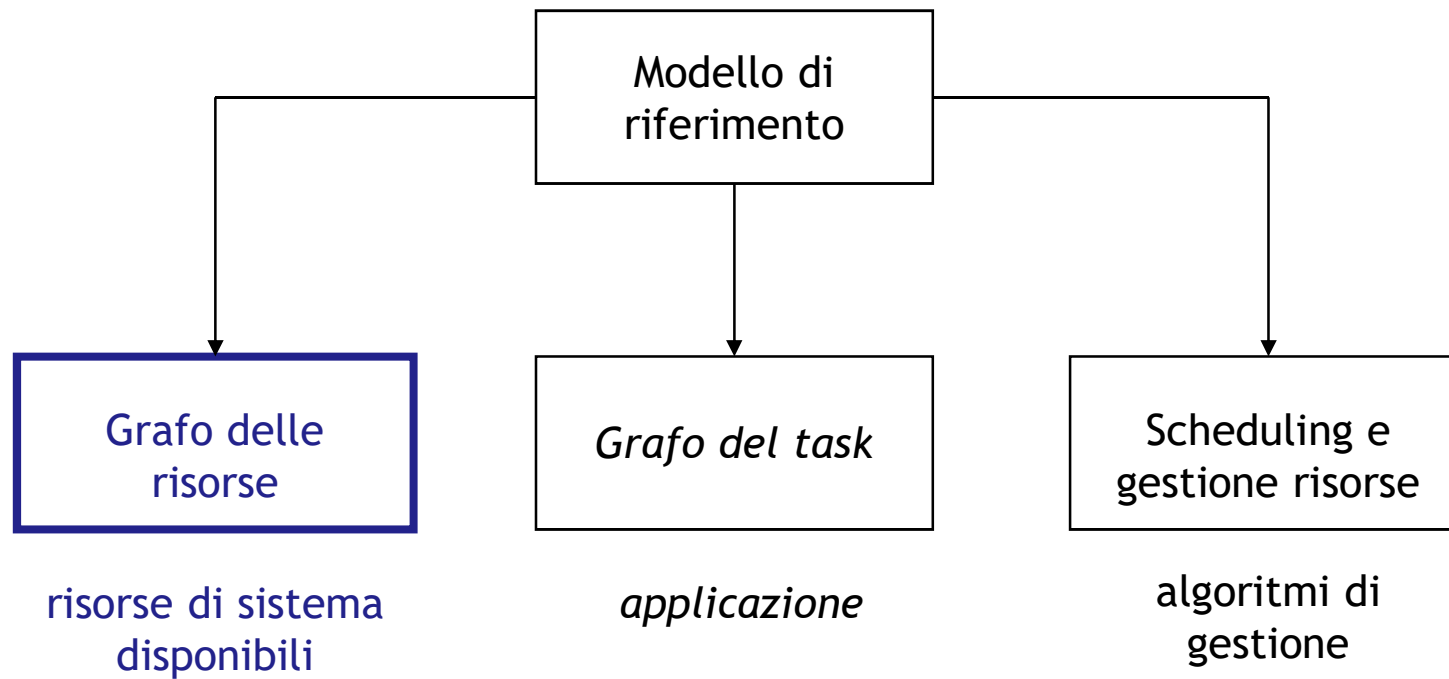 Modello di
riferimento
Grafo delle
risorse
Grafo del task
Scheduling e
gestione risorse
risorse di sistema
disponibili
applicazione
algoritmi di
gestione